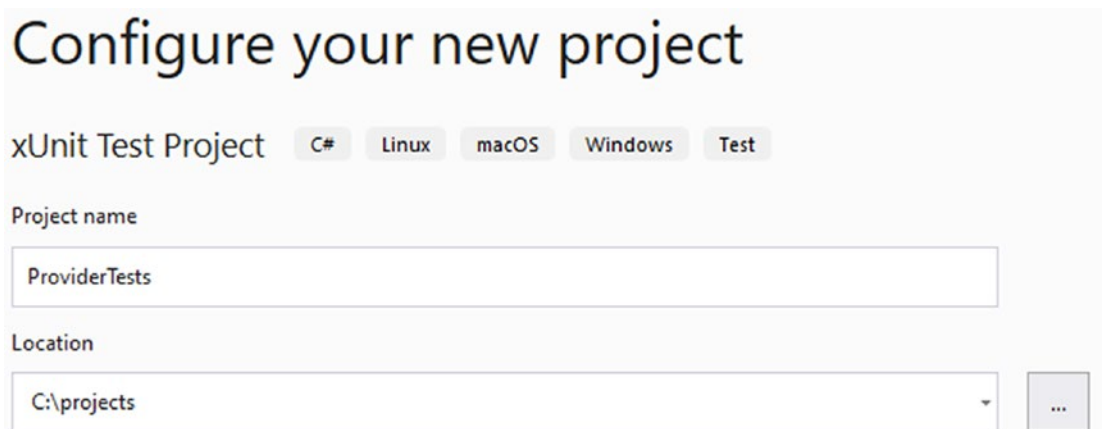 Configure your new project
xUnit Test Project C# Linux macOS Windows Test
Project name
ProviderTests
Location
C:\projects
...